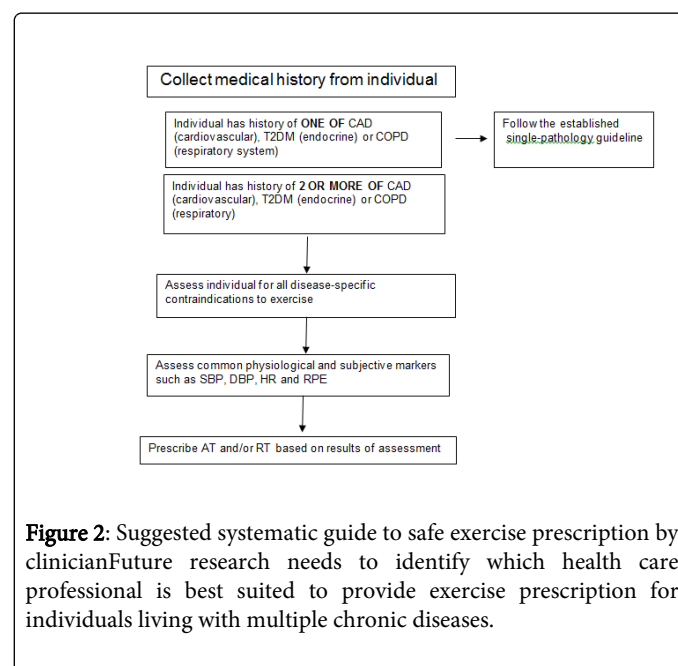 Collect medical history from individual
Individual has history of ONE OF CAD
(cardiovascular), T2DM (endocrine) or COPD
(respiratory system)
Follow the established
single-pathology guideline
Individual has history of 2 OR MORE OF CAD
(cardiovascular), T2DM (endocrine) or COPD
(respiratory)
Assess individual for all disease-specific
contraindications to exercise
Assess common physiological and subjective markers
such as SBP, DBP, HR and RPE
Prescribe AT and/or RT based on results of assessment
Figure 2: Suggested systematic guide to safe exercise prescription by
clinicianFuture research needs to identify which health care
professional is best suited to provide exercise prescription for
individuals living with multiple chronic diseases.